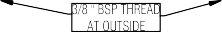 3/8 " BSP THREAD
AT OUTSIDE